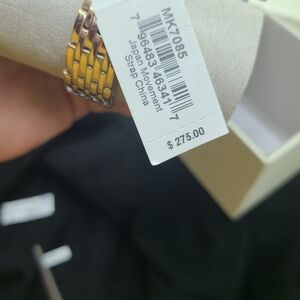 MK7085
7 96483 46341 7
Japan Movement
Strap China
$ 275.00